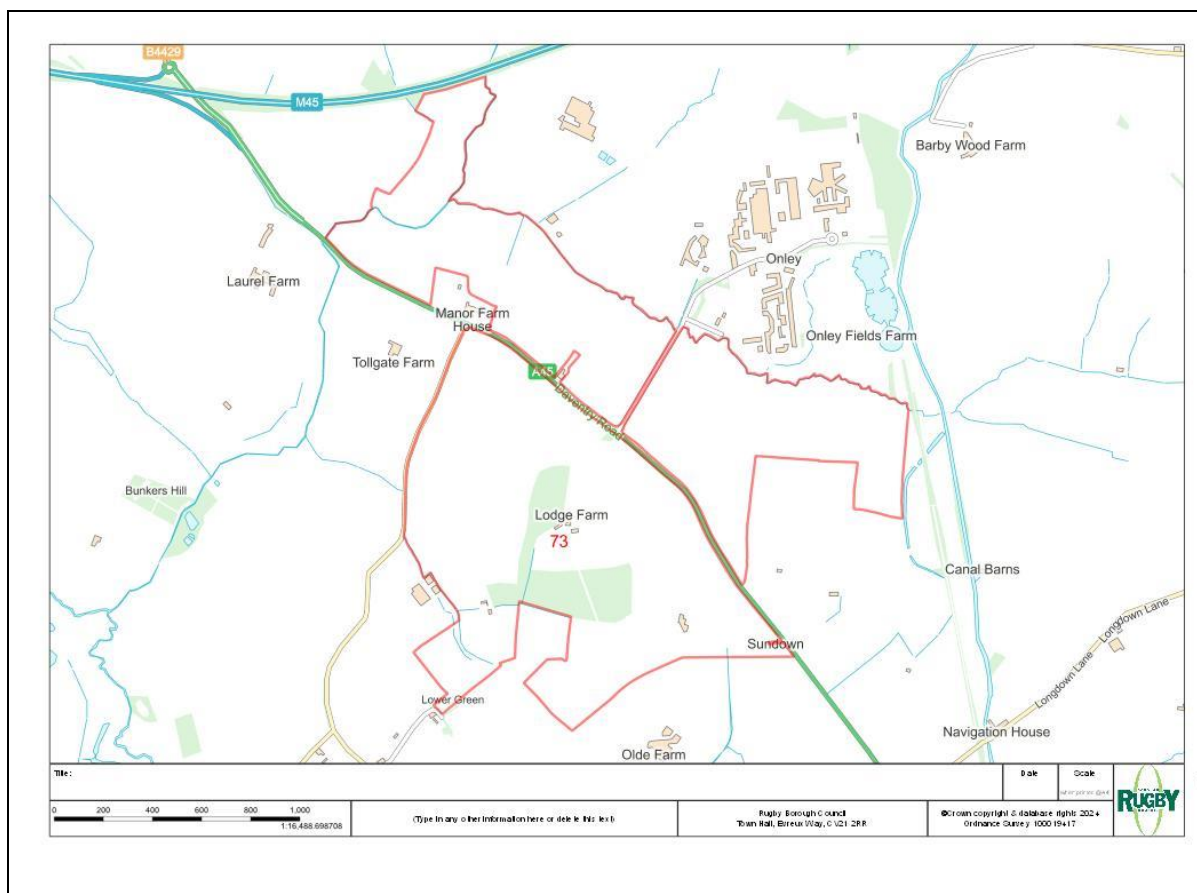 B4429
M45
Barby Wood Farm
Laurel Farm
Onley
Manor Farm
House
Onley Fields Farm
Tollgate Farm
A45
Daventry Road
Bunkers Hill
Lodge Farm
73
Canal Barns
Longdown Lane
Longdown Lane
Sundown
Lower Green
Navigation House
Olde Farm
Title:
Date
Scale
0 200 400 600 800 1,000
1:16,488.698708
(Type in any other information here or delete this text)
Rugby Borough Council
Town Hall, Evreux Way, CV21 2RR
©Crown copyright & database rights 2024
Ordnance Survey 100019417
RUGBY